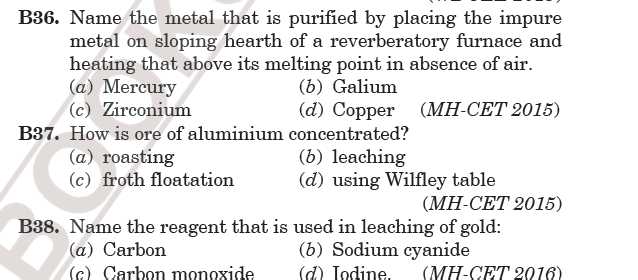 B36. Name the metal that is purified by placing the impure
metal on sloping hearth of a reverberatory furnace and
heating that above its melting point in absence of air.
(a) Mercury (b) Galium
(c) Zirconium (d) Copper (MH-CET 2015)
B37. How is ore of aluminium concentrated?
(a) roasting (b) leaching
(c) froth floatation (d) using Wilfley table
(MH-CET 2015)
B38. Name the reagent that is used in leaching of gold:
(a) Carbon (b) Sodium cyanide
(c) Carbon monoxide (d) Iodine. (MH-CET 2016)